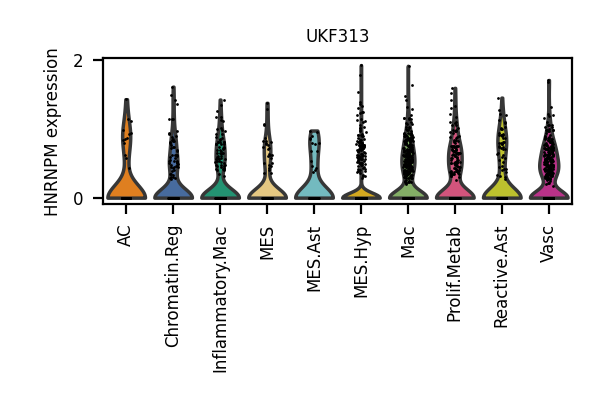 UKF313
HNRNPM expression
2
0
AC
Chromatin.Reg
Inflammatory.Mac
MES
MES.Ast
MES.Hyp
Mac
Prolif.Metab
Reactive.Ast
Vasc